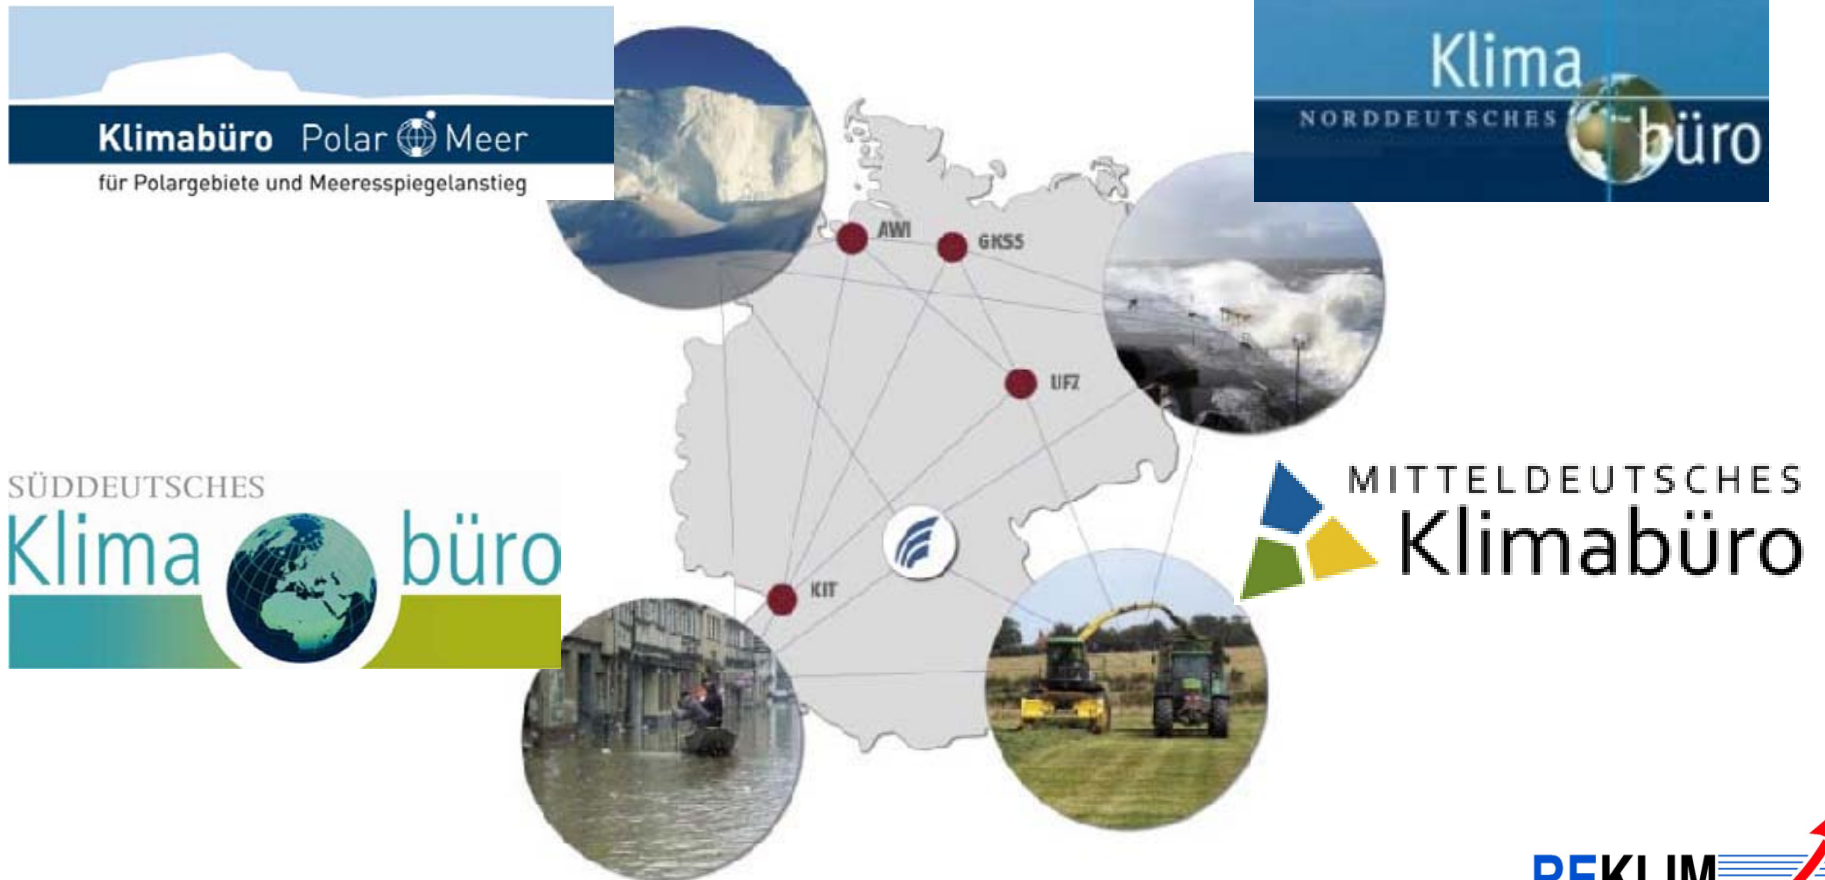 Klimabüro Polar Meer
für Polargebiete und Meeresspiegelanstieg
Klima
NORDDEUTSCHES
büro
AWI
GKSS
UFZ
SÜDDEUTSCHES
Klima büro
MITTELDEUTSCHES
Klimabüro
KIT
REKLIM